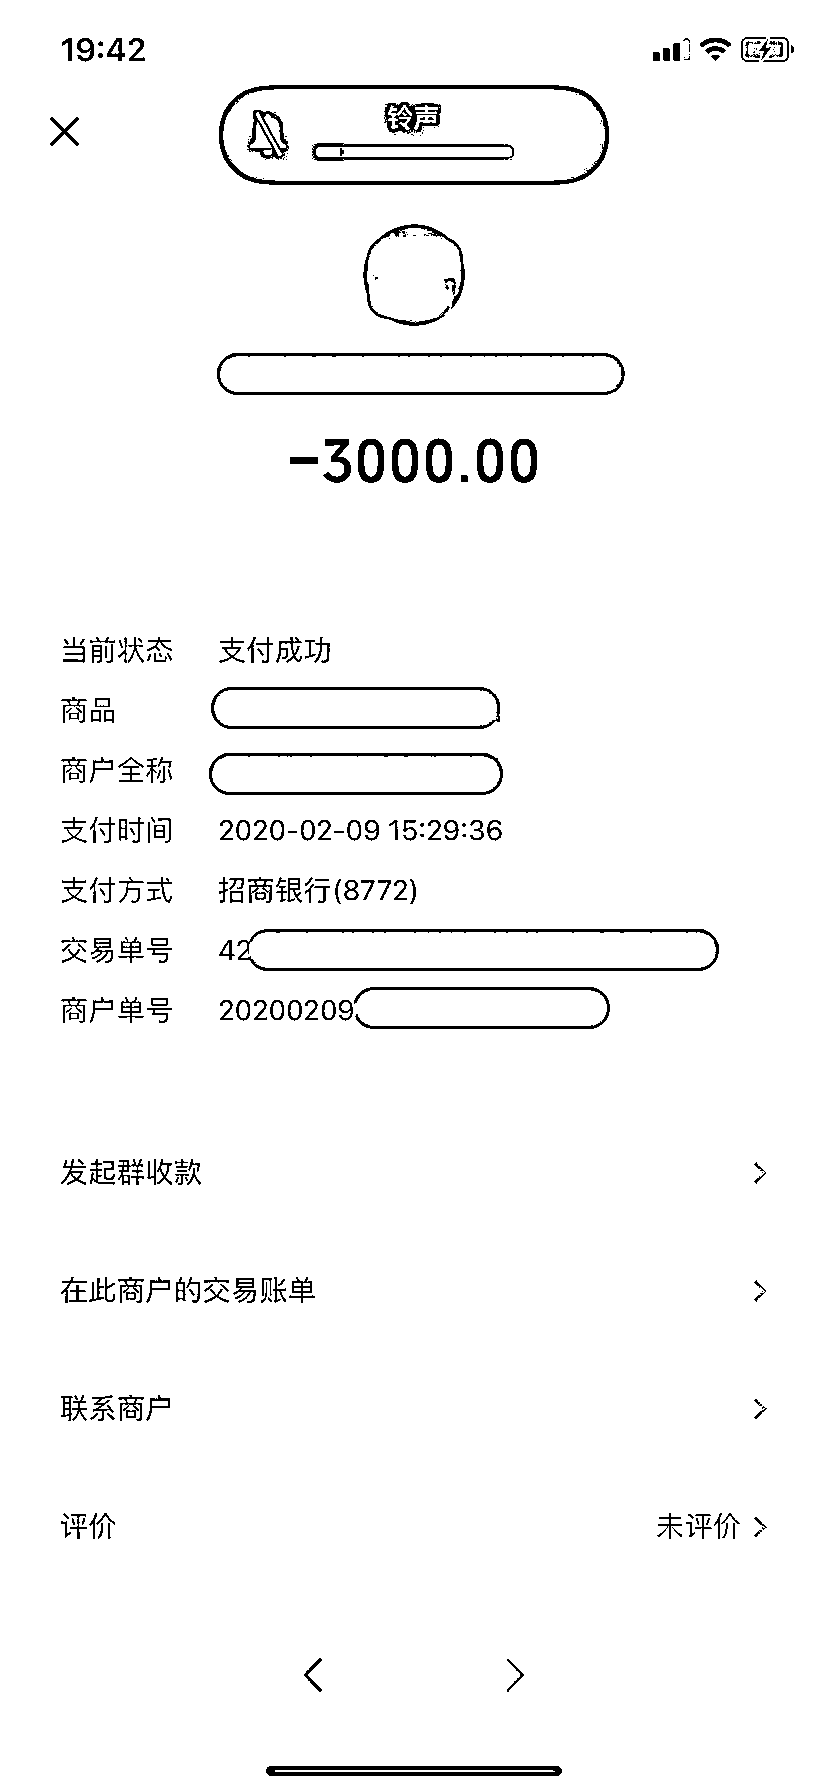 19:42
铃声
-3000.00
当前状态 支付成功
商品
商户全称
支付时间 2020-02-09 15:29:36
支付方式 招商银行(8772)
交易单号 42
商户单号 20200209
发起群收款
在此商户的交易账单
联系商户
评价 未评价